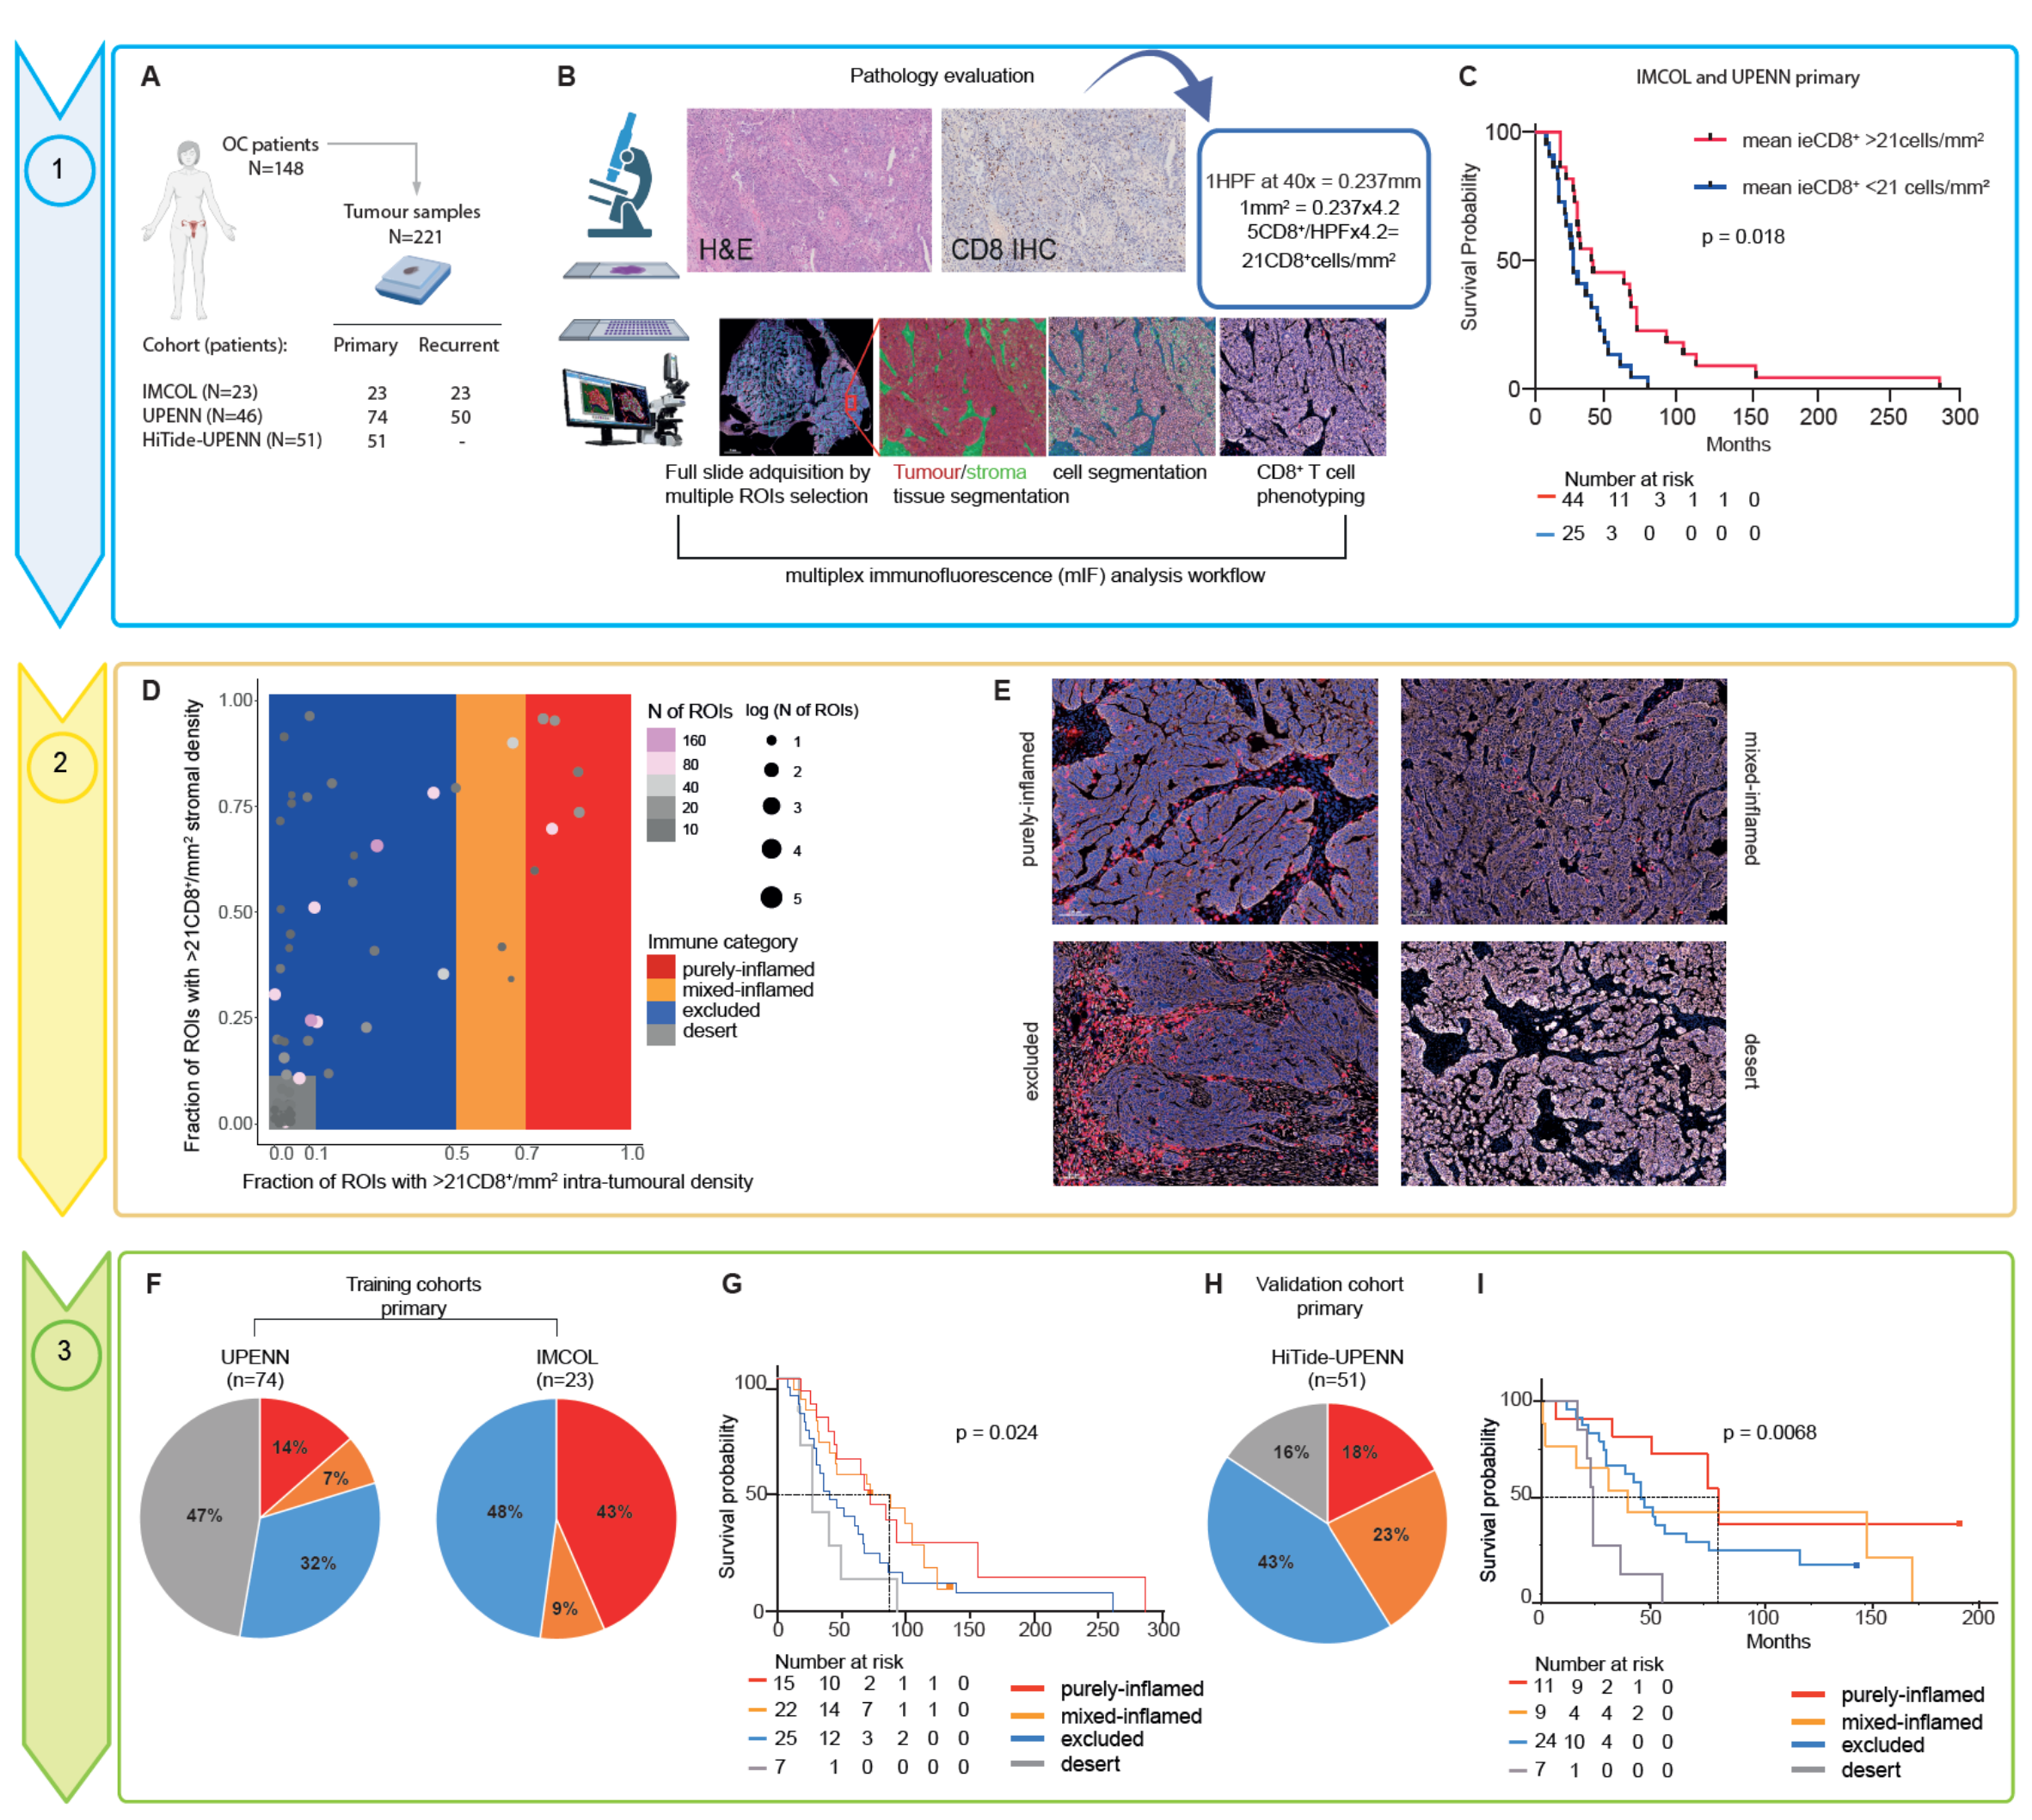 1
A
OC patients
N=148
Tumour samples
N=221
Cohort (patients): Primary Recurrent
IMCOL (N=23) 23 23
UPENN (N=46) 74 50
HiTide-UPENN (N=51) 51 -
B
Pathology evaluation
H&E
CD8 IHC
1HPF at 40x = 0.237mm
1mm² = 0.237x4.2
5CD8⁺/HPFx4.2=
21CD8⁺cells/mm²
Full slide adquisition by
multiple ROIs selection
Tumour/stroma
tissue segmentation
cell segmentation
CD8⁺ T cell
phenotyping
multiplex immunofluorescence (mIF) analysis workflow
C
IMCOL and UPENN primary
mean ieCD8⁺ >21cells/mm²
mean ieCD8⁺ <21 cells/mm²
p = 0.018
Survival Probability
100
50
0
0 50 100 150 200 250 300
Months
Number at risk
44 11 3 1 1 0
25 3 0 0 0 0
2
D
Fraction of ROIs with >21CD8⁺/mm² stromal density
1.00
0.75
0.50
0.25
0.00
0.0 0.1 0.5 0.7 1.0
Fraction of ROIs with >21CD8⁺/mm² intra-tumoural density
N of ROIs
160
80
40
20
10
log (N of ROIs)
1
2
3
4
5
Immune category
purely-inflamed
mixed-inflamed
excluded
desert
E
purely-inflamed
mixed-inflamed
excluded
desert
3
F
Training cohorts
primary
UPENN
(n=74)
14%
7%
47%
32%
IMCOL
(n=23)
48%
43%
9%
G
Survival probability
100
50
0
p = 0.024
0 50 100 150 200 250 300
Number at risk
15 10 2 1 1 0
22 14 7 1 1 0
25 12 3 2 0 0
7 1 0 0 0 0
purely-inflamed
mixed-inflamed
excluded
desert
H
Validation cohort
primary
HiTide-UPENN
(n=51)
16%
18%
23%
43%
I
Survival probability
100
50
0
p = 0.0068
0 50 100 150 200
Months
Number at risk
11 9 2 1 0
9 4 4 2 0
24 10 4 0 0
7 1 0 0 0
purely-inflamed
mixed-inflamed
excluded
desert